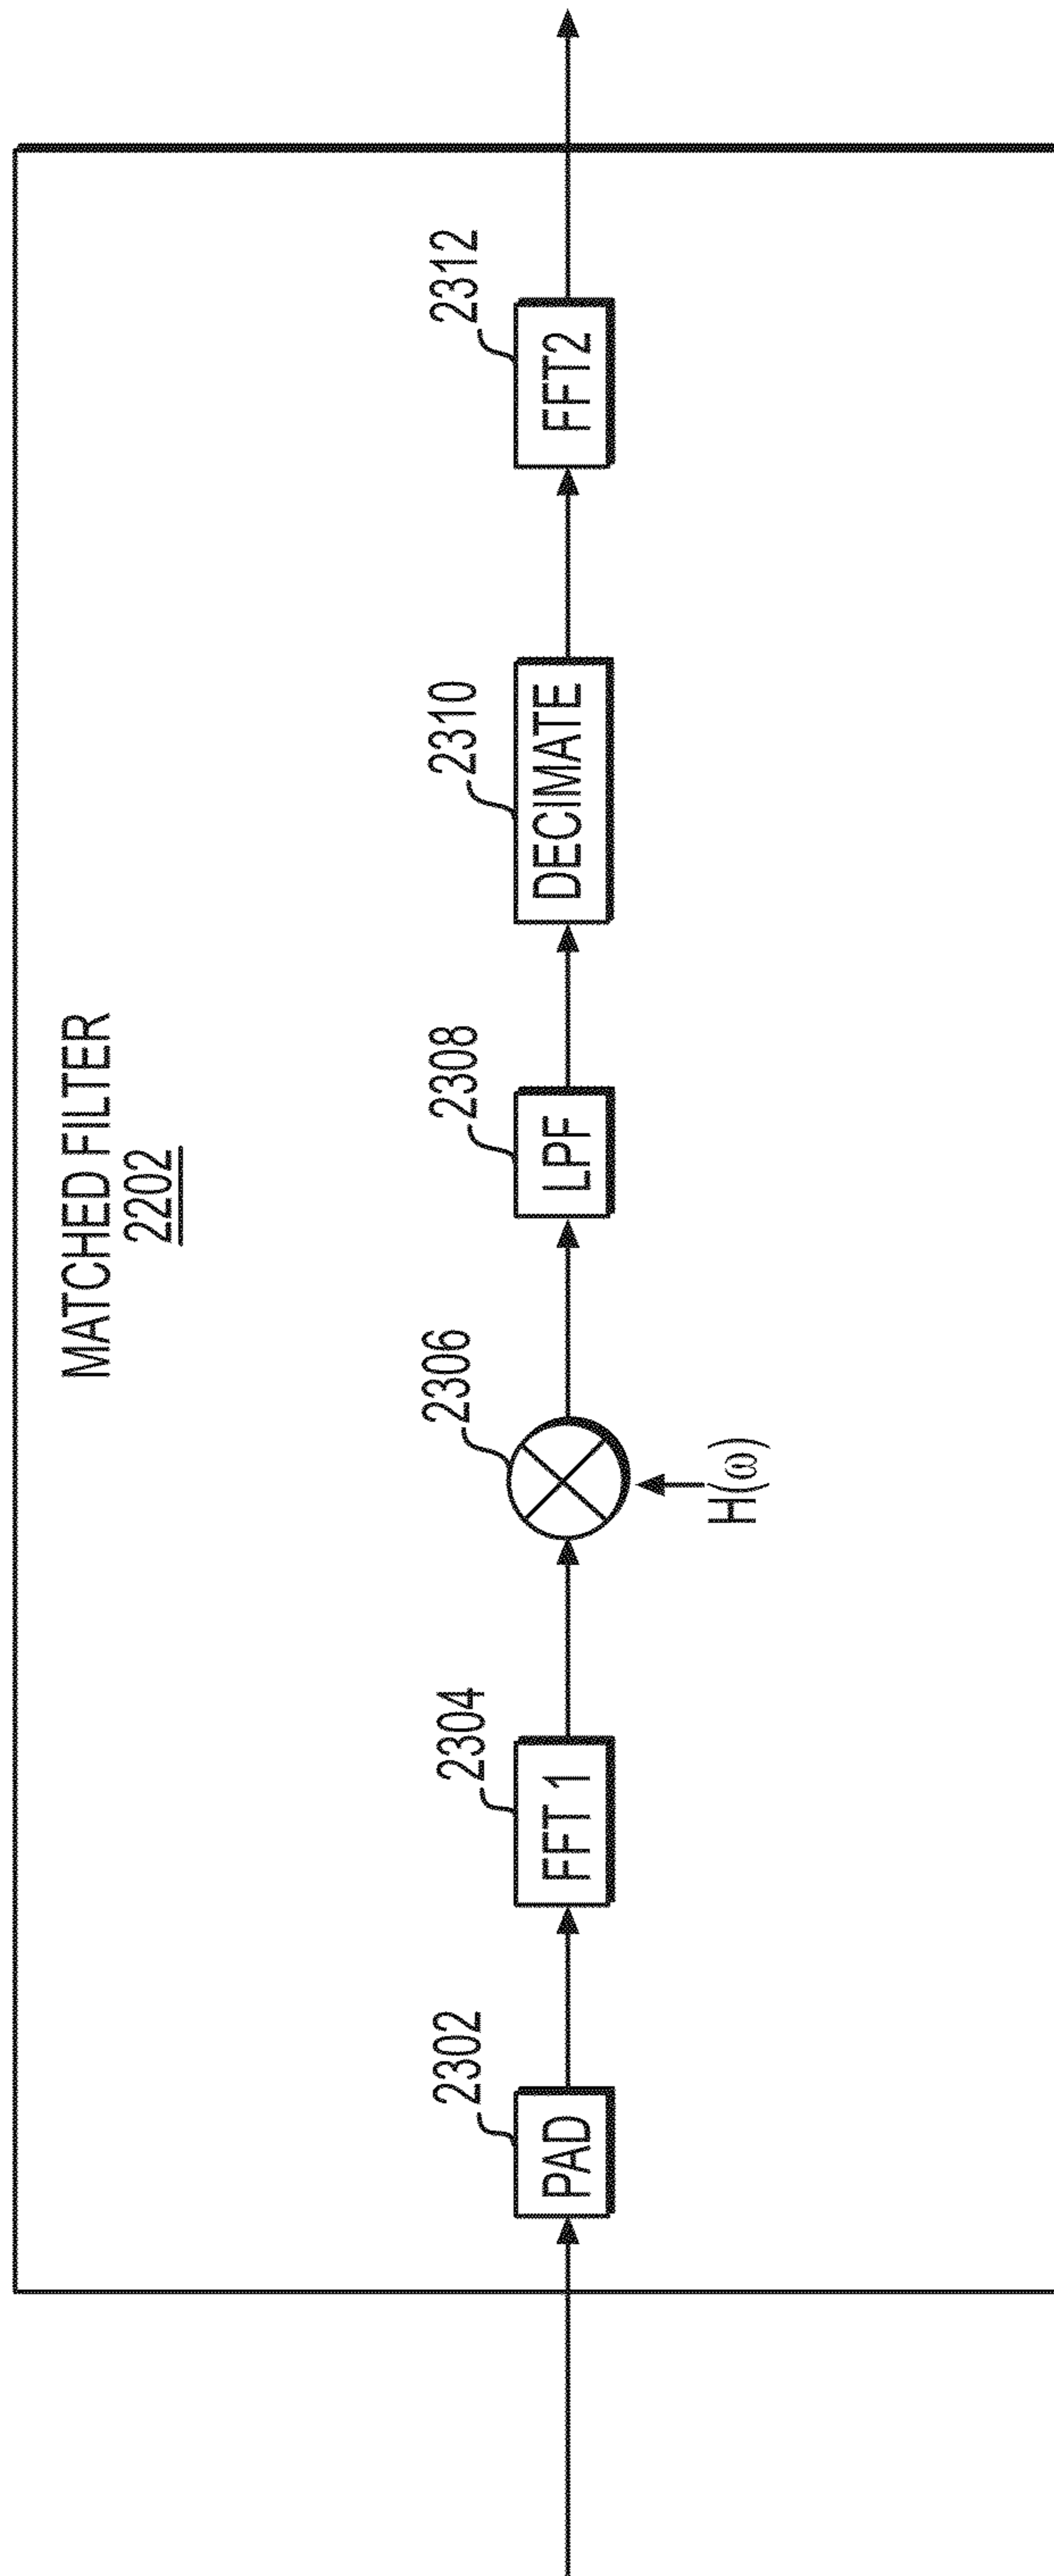 MATCHED FILTER
2202
2302
PAD
2304
FFT 1
2306
H(ω)
2308
LPF
2310
DECIMATE
2312
FFT2